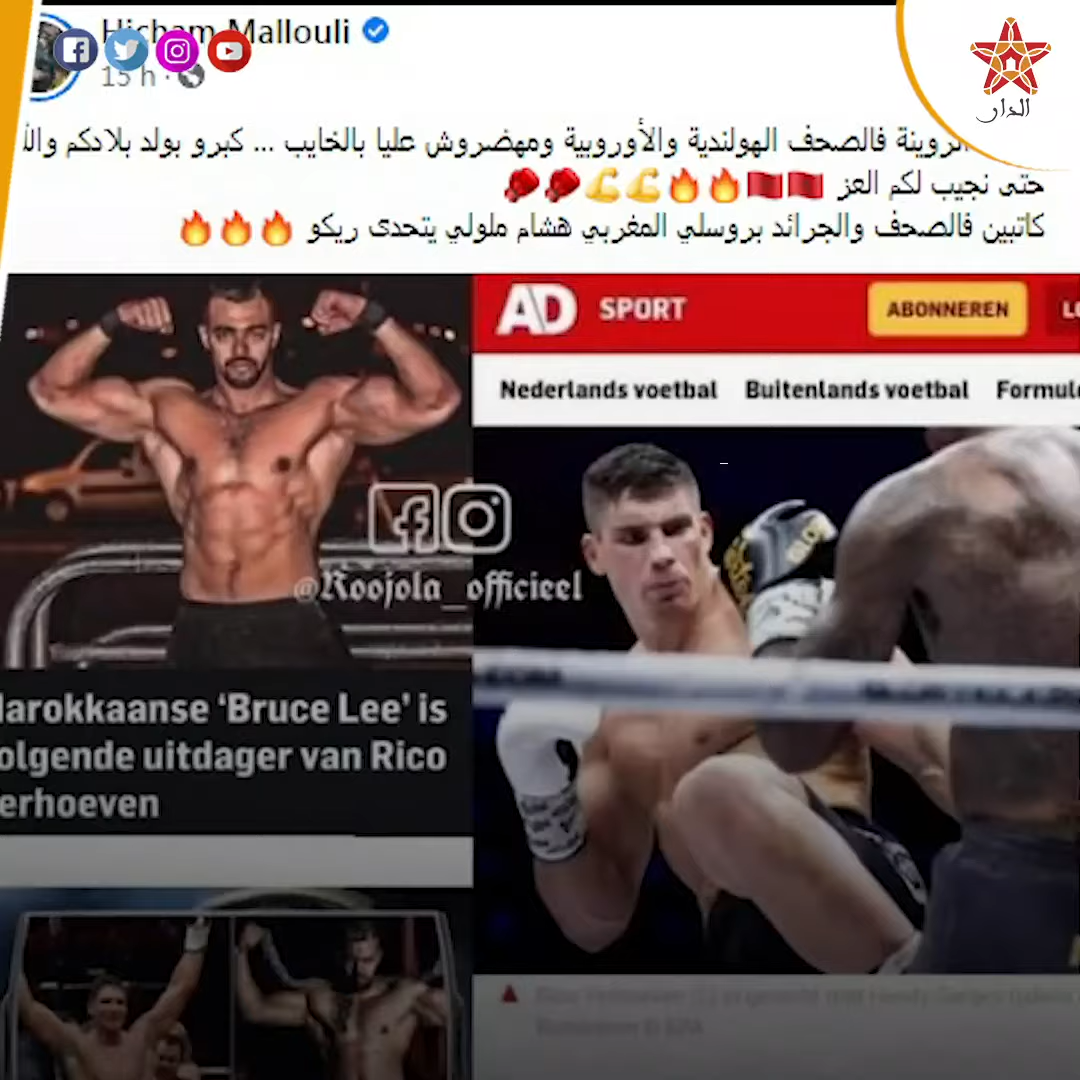 Hicham Mallouli
15 h
الدار
الروينة فالصحف الهولندية والأوروبية ومهضروش عليا بالخايب ... كبرو بولد بلادكم
حتى نجيب لكم العز 🇲🇦🇲🇦🔥🔥💪💪🥊🥊
كاتبين فالصحف والجرائد بروسلي المغربي هشام ملولي يتحدى ريكو 🔥🔥🔥
AD SPORT ABONNEREN
Nederlands voetbal Buitenlands voetbal
@Roojola_officieel
arokkaanse ‘Bruce Lee’ is
olgende uitdager van Rico
erhoeven